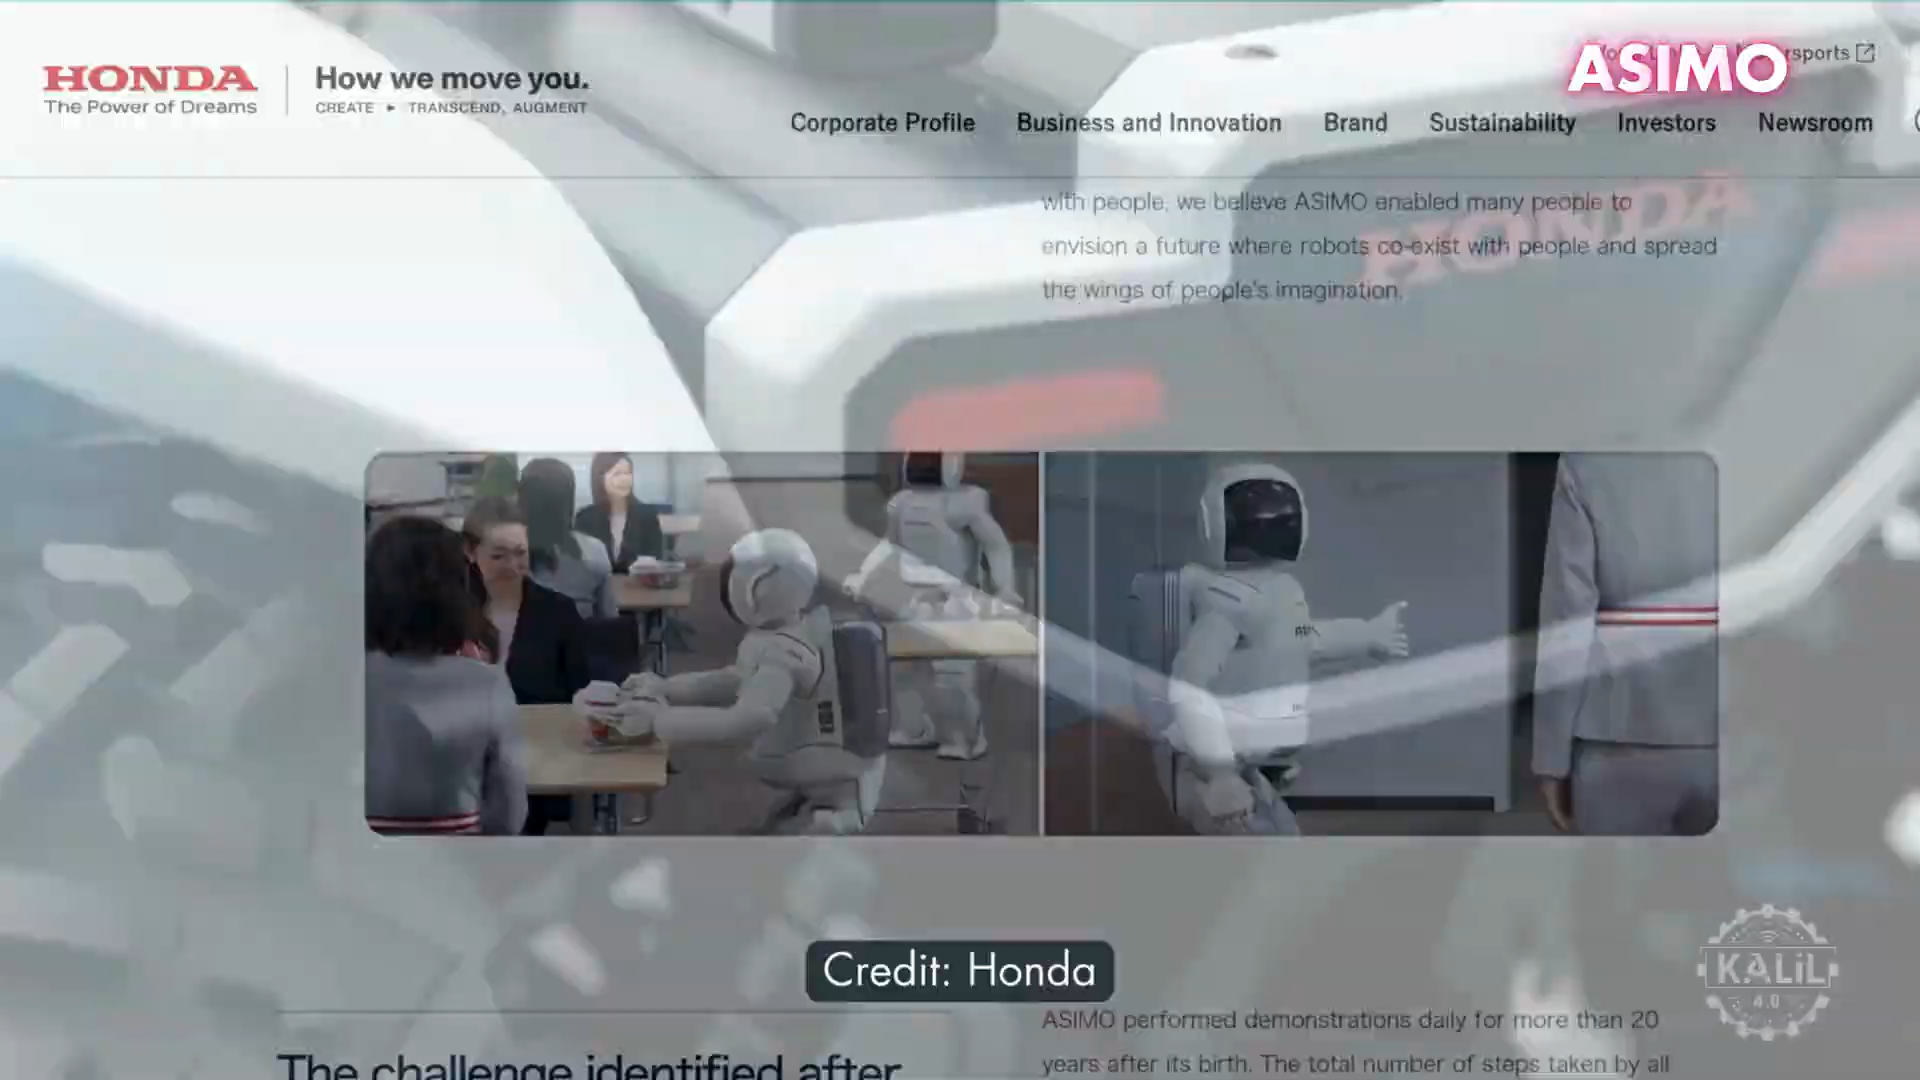 HONDA
The Power of Dreams
How we move you.
CREATE ▸ TRANSCEND, AUGMENT
ASIMO
rsports
Corporate Profile
Business and Innovation
Brand
Sustainability
Investors
Newsroom
with people, we believe ASIMO enabled many people to
envision a future where robots co-exist with people and spread
the wings of people's imagination.
HONDA
Credit: Honda
KALiL
4.0
ASIMO performed demonstrations daily for more than 20
years after its birth. The total number of steps taken by all
The challenge identified after